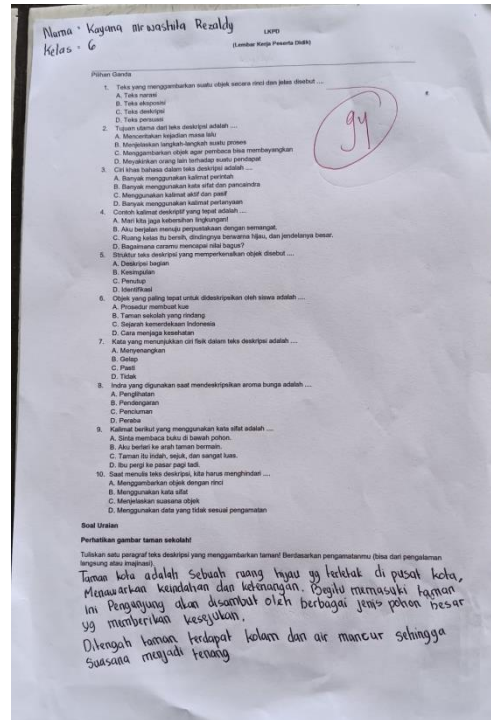 Nama : Kayana nirwashila Rezaldy
Kelas : 6
LKPD
(Lembar Kerja Peserta Didik)
Pilihan Ganda
1. Teks yang menggambarkan suatu objek secara rinci dan jelas disebut ....
A. Teks narasi
B. Teks eksposisi
C. Teks deskripsi
D. Teks persuasi
2. Tujuan utama dari teks deskripsi adalah ....
A. Menceritakan kejadian masa lalu
B. Menjelaskan langkah-langkah suatu proses
C. Menggambarkan objek agar pembaca bisa membayangkan
D. Meyakinkan orang lain terhadap suatu pendapat
3. Ciri khas bahasa dalam teks deskripsi adalah ....
A. Banyak menggunakan kalimat perintah
B. Banyak menggunakan kata sifat dan pancaindra
C. Menggunakan kalimat aktif dan pasif
D. Banyak menggunakan kalimat pertanyaan
4. Contoh kalimat deskriptif yang tepat adalah ....
A. Mari kita jaga kebersihan lingkungan!
B. Aku berjalan menuju perpustakaan dengan semangat.
C. Ruang kelas itu bersih, dindingnya berwarna hijau, dan jendelanya besar.
D. Bagaimana caramu mencapai nilai bagus?
5. Struktur teks deskripsi yang memperkenalkan objek disebut ....
A. Deskripsi bagian
B. Kesimpulan
C. Penutup
D. Identifikasi
6. Objek yang paling tepat untuk dideskripsikan oleh siswa adalah ....
A. Prosedur membuat kue
B. Taman sekolah yang rindang
C. Sejarah kemerdekaan Indonesia
D. Cara menjaga kesehatan
7. Kata yang menunjukkan ciri fisik dalam teks deskripsi adalah ....
A. Menyenangkan
B. Gelap
C. Pasti
D. Tidak
8. Indra yang digunakan saat mendeskripsikan aroma bunga adalah ....
A. Penglihatan
B. Pendengaran
C. Penciuman
D. Peraba
9. Kalimat berikut yang menggunakan kata sifat adalah ....
A. Sinta membaca buku di bawah pohon.
B. Aku berlari ke arah taman bermain.
C. Taman itu indah, sejuk, dan sangat luas.
D. Ibu pergi ke pasar pagi tadi.
10. Saat menulis teks deskripsi, kita harus menghindari ....
A. Menggambarkan objek dengan rinci
B. Menggunakan kata sifat
C. Menjelaskan suasana objek
D. Menggunakan data yang tidak sesuai pengamatan
94
Soal Uraian
Perhatikan gambar taman sekolah!
Tuliskan satu paragraf teks deskripsi yang menggambarkan taman! Berdasarkan pengamatanmu (bisa dari pengalaman
langsung atau imajinasi).
Taman kota adalah Sebuah ruang hijau yg terletak di pusat kota,
Menawarkan keindahan dan ketenangan. Begitu memasuki taman
ini Pengunjung akan disambut oleh berbagai jenis pohon besar
yg memberikan kesejukan.
Ditengah taman terdapat kolam dan air mancur sehingga
Suasana menjadi tenang